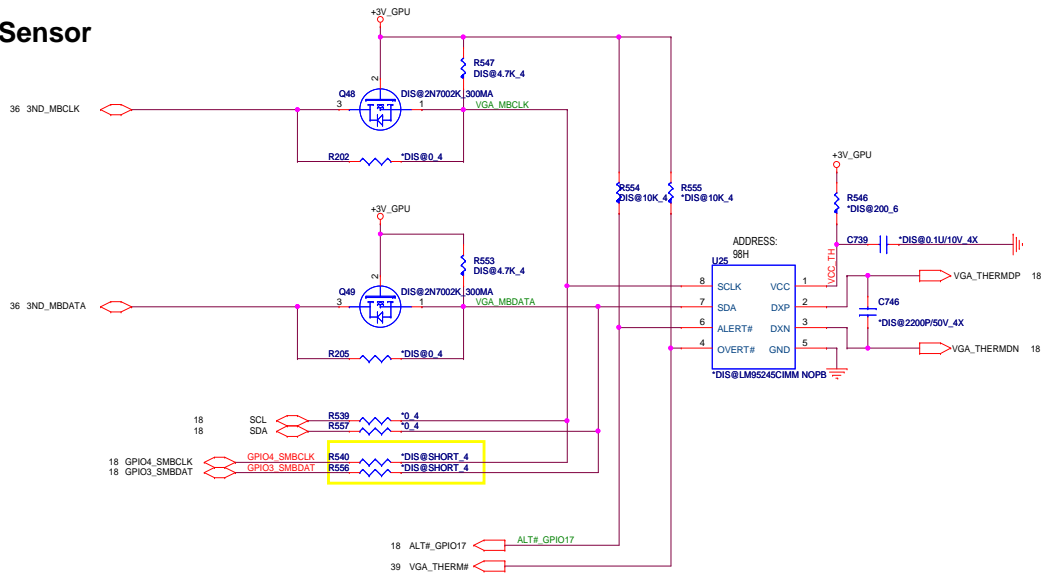 Sensor
+3V_GPU
R547
DIS@4.7K_4
2
Q48
DIS@2N7002K_300MA
36 3ND_MBCLK
3
1
VGA_MBCLK
R202
*DIS@0_4
+3V_GPU
R554
DIS@10K_4
R555
*DIS@10K_4
R546
*DIS@200_6
+3V_GPU
R553
DIS@4.7K_4
C739
*DIS@0.1U/10V_4X
ADDRESS:
98H
U25
VCC_TH
2
Q49
DIS@2N7002K_300MA
36 3ND_MBDATA
3
1
VGA_MBDATA
8
SCLK
VCC
1
VGA_THERMDP 18
7
SDA
DXP
2
C746
*DIS@2200P/50V_4X
6
ALERT#
DXN
3
4
OVERT#
GND
5
VGA_THERMDN 18
*DIS@LM95245CIMM NOPB
R205
*DIS@0_4
18 SCL
R539
*0_4
18 SDA
R557
*0_4
18 GPIO4_SMBCLK
GPIO4_SMBCLK
R540
*DIS@SHORT_4
18 GPIO3_SMBDAT
GPIO3_SMBDAT
R556
*DIS@SHORT_4
18 ALT#_GPIO17
ALT#_GPIO17
39 VGA_THERM#